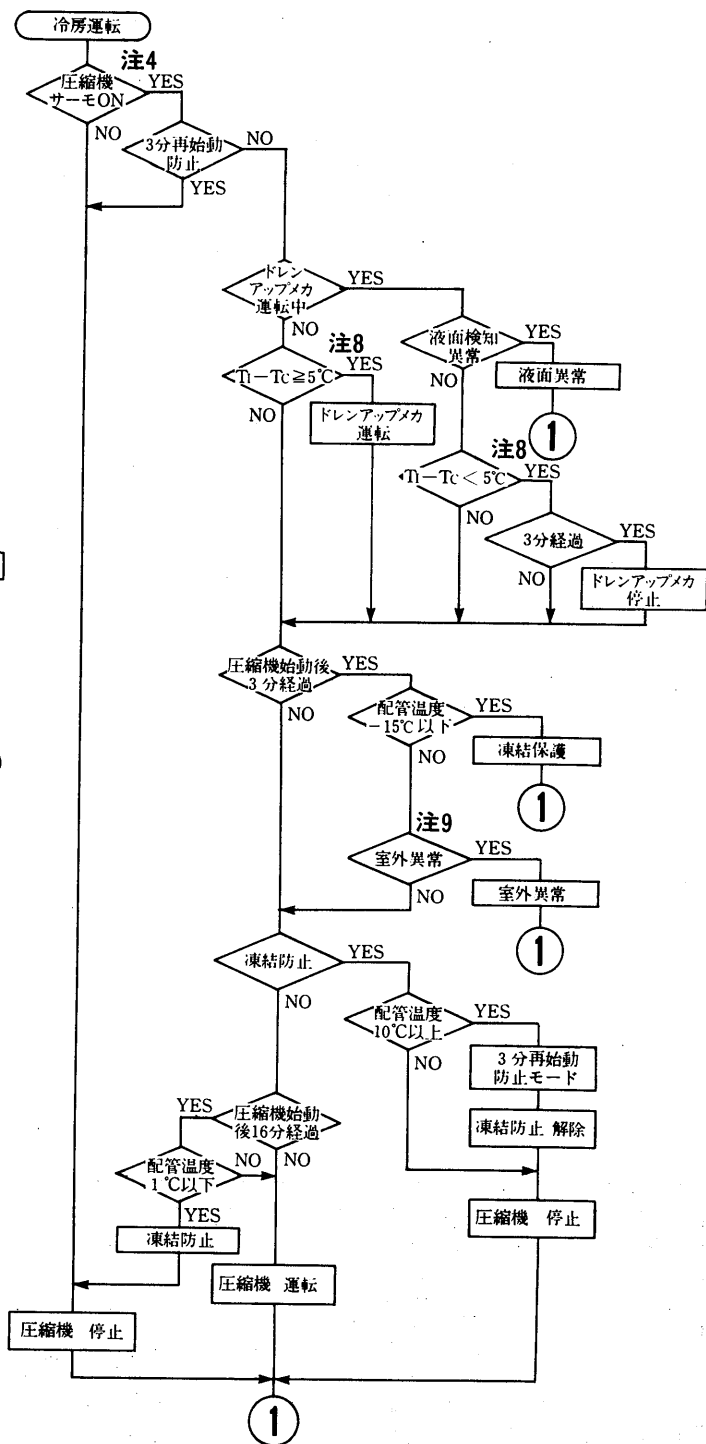 冷房運転
注4
圧縮機
サーモON
YES
NO
3分再始動
防止
NO
YES
ドレン
アップメカ
運転中
YES
NO
液面検知
異常
YES
NO
液面異常
1
注8
T1−TC≧5℃
YES
NO
ドレンアップメカ
運転
注8
T1−TC<5℃
YES
NO
3分経過
YES
NO
ドレンアップメカ
停止
圧縮機始動後
3分経過
YES
NO
配管温度
−15℃以下
YES
NO
凍結保護
1
注9
室外異常
YES
NO
室外異常
1
凍結防止
YES
NO
配管温度
10℃以上
YES
NO
3分再始動
防止モード
凍結防止 解除
圧縮機 停止
圧縮機始動
後16分経過
YES
NO
配管温度
1℃以下
NO
YES
凍結防止
圧縮機 運転
圧縮機 停止
1